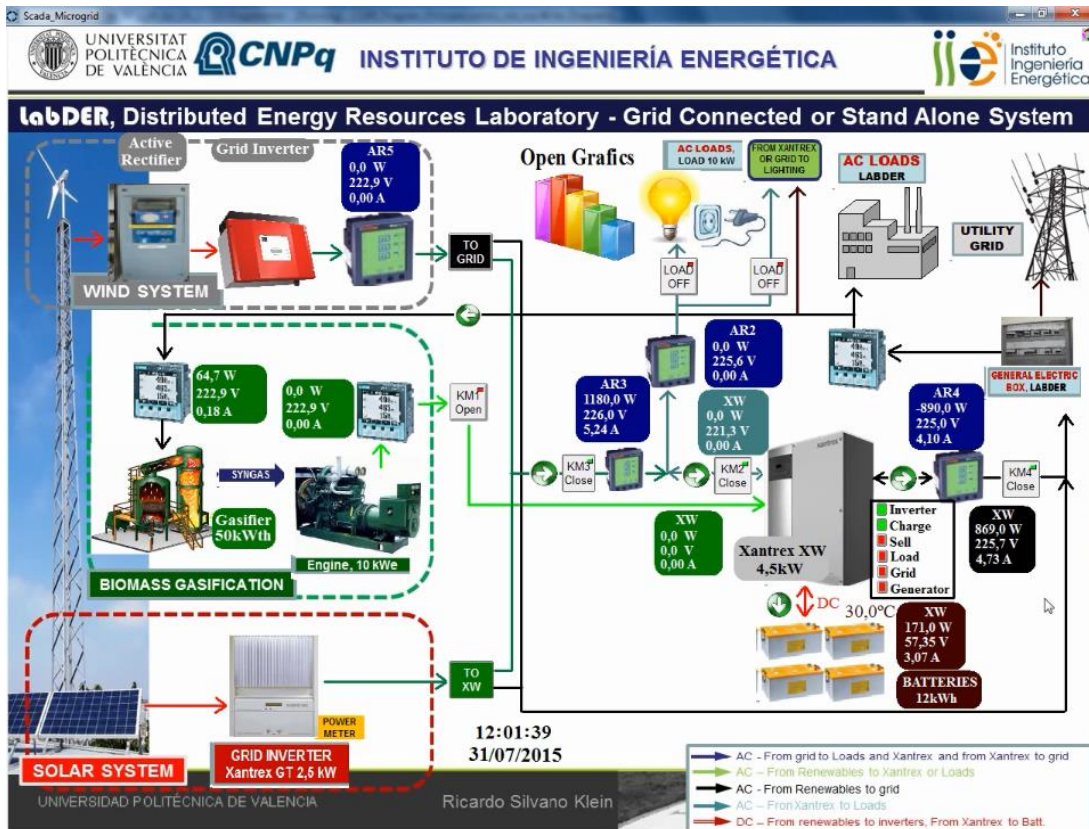 Scada_Microgrid
UNIVERSITAT
POLITÈCNICA
DE VALÈNCIA
CNPq
INSTITUTO DE INGENIERÍA ENERGÉTICA
iie
Instituto
Ingeniería
Energética
LabDER, Distributed Energy Resources Laboratory - Grid Connected or Stand Alone System
Active
Rectifier
Grid Inverter
AR5
0,0 W
222,9 V
0,00 A
WIND SYSTEM
TO
GRID
Open Grafics
AC LOADS,
LOAD 10 kW
FROM XANTREX
OR GRID TO
LIGHTING
AC LOADS
LABDER
UTILITY
GRID
LOAD
OFF
LOAD
OFF
64,7 W
222,9 V
0,18 A
0,0 W
222,9 V
0,00 A
KM1
Open
AR2
0,0 W
225,6 V
0,00 A
GENERAL ELECTRIC
BOX, LABDER
AR3
1180,0 W
226,0 V
5,24 A
XW
0,0 W
221,3 V
0,00 A
AR4
-890,0 W
225,0 V
4,10 A
KM3
Close
KM2
Close
KM4
Close
SYNGAS
Gasifier
50kWth
Engine, 10 kWe
BIOMASS GASIFICATION
xantrex
XW
0,0 W
0,0 V
0,00 A
Xantrex XW
4,5kW
Inverter
Charge
Sell
Load
Grid
Generator
XW
869,0 W
225,7 V
4,73 A
DC
30,0ºC
XW
171,0 W
57,35 V
3,07 A
BATTERIES
12kWh
TO
XW
POWER
METER
GRID INVERTER
Xantrex GT 2,5 kW
SOLAR SYSTEM
12:01:39
31/07/2015
UNIVERSIDAD POLITÉCNICA DE VALENCIA
Ricardo Silvano Klein
AC - From grid to Loads and Xantrex and from Xantrex to grid
AC – From Renewables to Xantrex or Loads
AC – From Renewables to grid
AC – From Xantrex to Loads
DC – From renewables to inverters, From Xantrex to Batt.